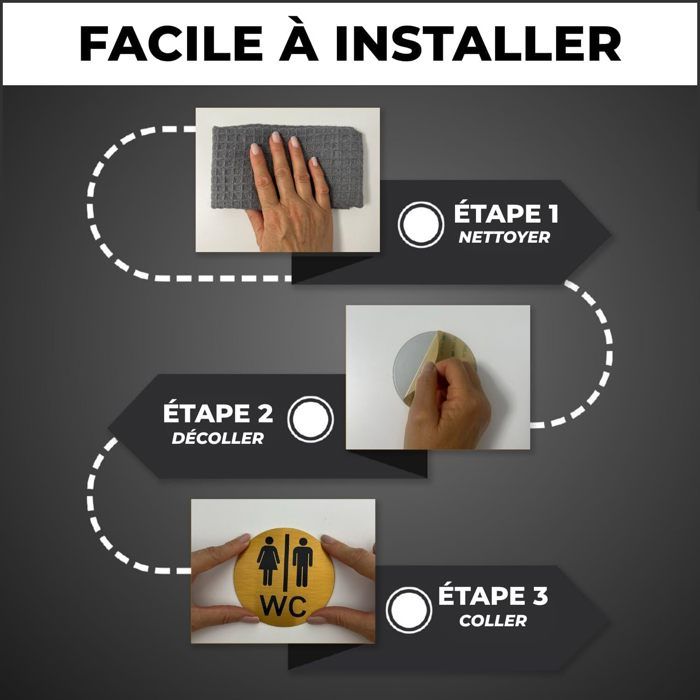 FACILE À INSTALLER
ÉTAPE 1
NETTOYER
ÉTAPE 2
DÉCOLLER
WC
ÉTAPE 3
COLLER